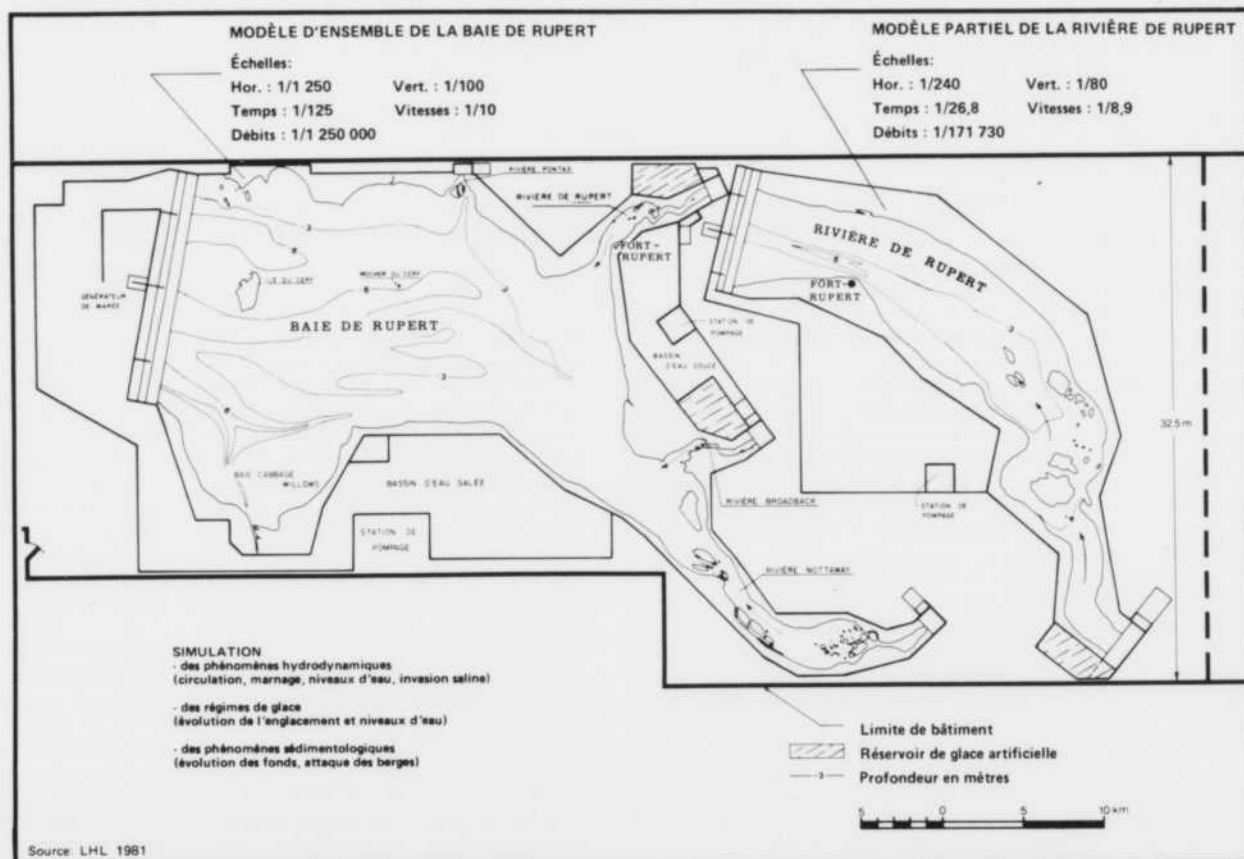 MODÈLE D'ENSEMBLE DE LA BAIE DE RUPERT
Échelles:
Hor. : 1/1 250 Vert. : 1/100
Temps : 1/125 Vitesses : 1/10
Débits : 1/1 250 000
MODÈLE PARTIEL DE LA RIVIÈRE DE RUPERT
Échelles:
Hor. : 1/240 Vert. : 1/80
Temps : 1/26,8 Vitesses : 1/8,9
Débits : 1/171 730
RIVIÈRE PONTAX
RIVIÈRE DE RUPERT
FORT-
RUPERT
RIVIÈRE DE RUPERT
FORT-
RUPERT
GÉNÉRATEUR
DE MARÉE
ILE DU CERY
ROCHER DU CERY
BAIE DE RUPERT
STATION DE
POMPAGE
BASSIN
D'EAU DOUCE
32.5 m
BAIE CABBAGE
WILLOWS
BASSIN D'EAU SALÉE
STATION DE
POMPAGE
RIVIÈRE BROADBACK
STATION DE
POMPAGE
RIVIÈRE NOTTAWAY
SIMULATION
- des phénomènes hydrodynamiques
(circulation, marnage, niveaux d'eau, invasion saline)
- des régimes de glace
(évolution de l'englacement et niveaux d'eau)
- des phénomènes sédimentologiques
(évolution des fonds, attaque des berges)
Limite de bâtiment
Réservoir de glace artificielle
-3- Profondeur en mètres
5 0 5 10 km
Source: LHL 1981